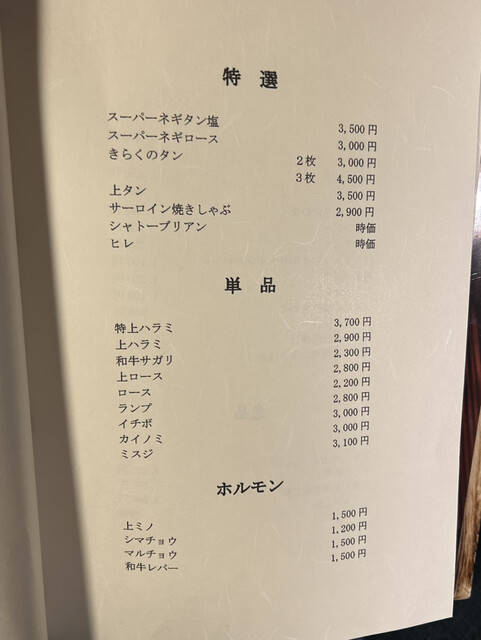 特選
スーパーネギタン塩 3,500円
スーパーネギロース 3,000円
きらくのタン 2枚 3,000円
3枚 4,500円
上タン 3,500円
サーロイン焼きしゃぶ 2,900円
シャトーブリアン 時価
ヒレ 時価
単品
特上ハラミ 3,700円
上ハラミ 2,900円
和牛サガリ 2,300円
上ロース 2,800円
ロース 2,200円
ランプ 2,800円
イチボ 3,000円
カイノミ 3,000円
ミスジ 3,100円
ホルモン
上ミノ 1,500円
シマチョウ 1,200円
マルチョウ 1,500円
和牛レバー 1,500円